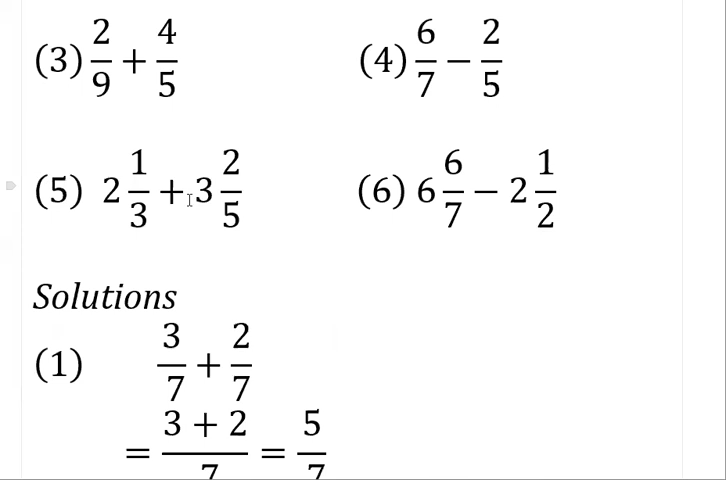 (3) 2/9 + 4/5 (4) 6/7 − 2/5
(5) 2 1/3 + 3 2/5 (6) 6 6/7 − 2 1/2
Solutions
(1) 3/7 + 2/7
= (3 + 2)/7 = 5/7